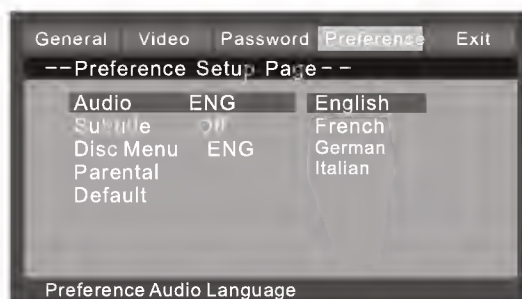 General Video Password Preference Exit
--Preference Setup Page--
Audio ENG English
Subtitle Off French
Disc Menu ENG German
Parental Italian
Default
Preference Audio Language